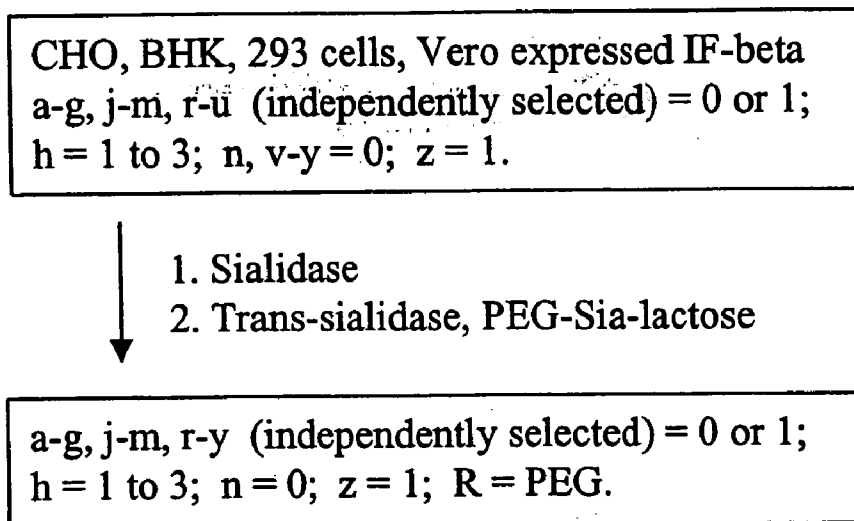 CHO, BHK, 293 cells, Vero expressed IF-beta
a-g, j-m, r-u (independently selected) = 0 or 1;
h = 1 to 3; n, v-y = 0; z = 1.
1. Sialidase
2. Trans-sialidase, PEG-Sia-lactose
a-g, j-m, r-y (independently selected) = 0 or 1;
h = 1 to 3; n = 0; z = 1; R = PEG.